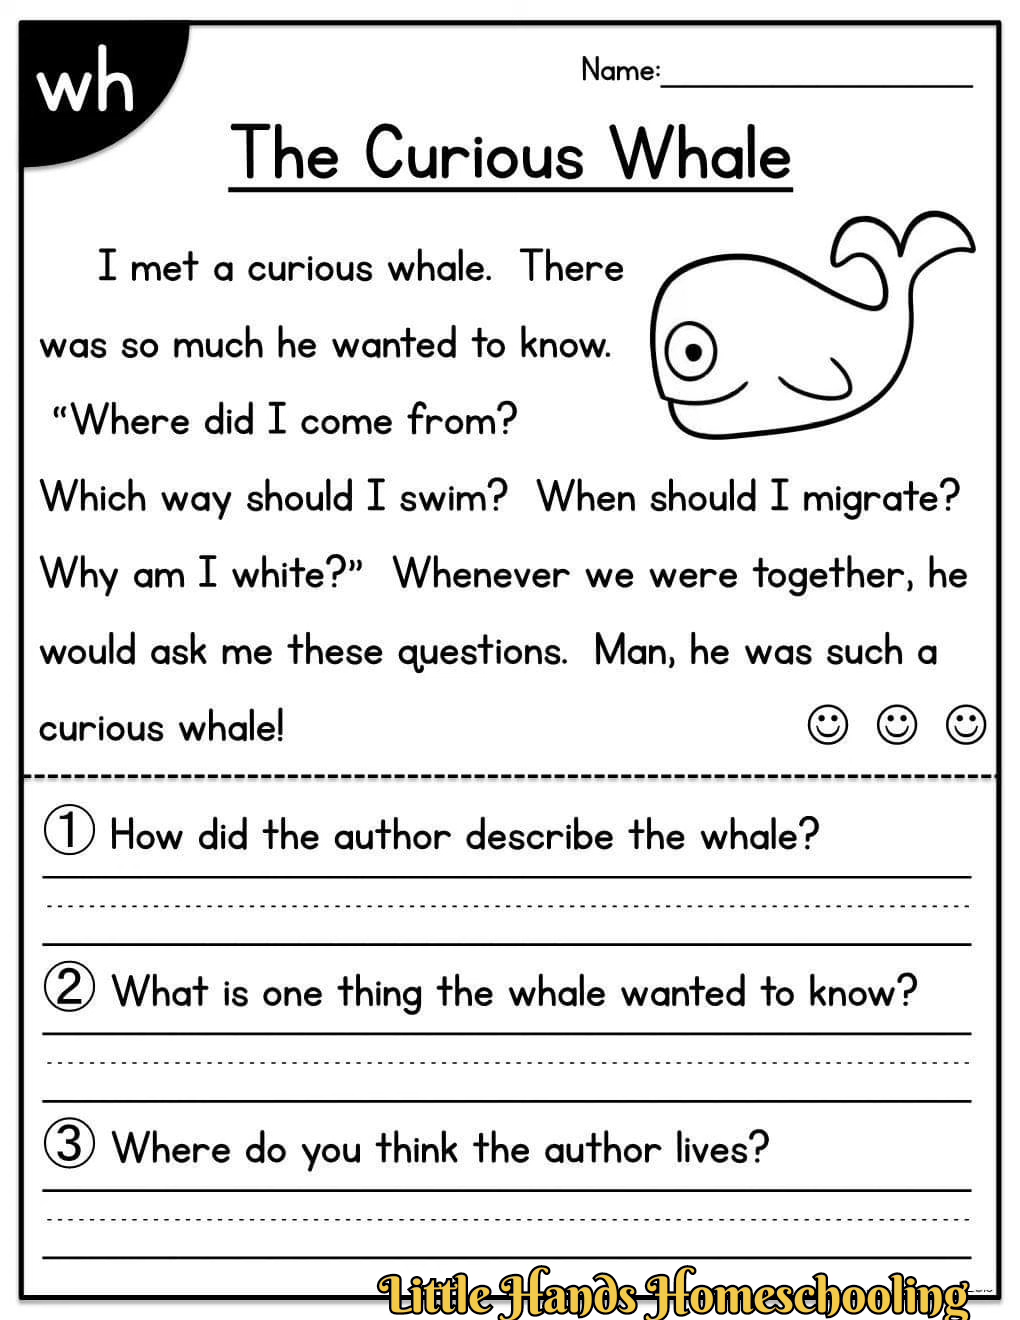 wh
Name:
The Curious Whale
I met a curious whale. There
was so much he wanted to know.
“Where did I come from?
Which way should I swim? When should I migrate?
Why am I white?” Whenever we were together, he
would ask me these questions. Man, he was such a
curious whale!
1 How did the author describe the whale?
2 What is one thing the whale wanted to know?
3 Where do you think the author lives?
Little Hands Homeschooling